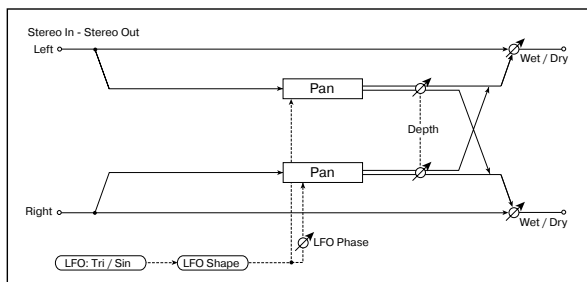 Stereo In - Stereo Out
Left
Wet / Dry
Pan
Depth
Pan
Right
Wet / Dry
LFO Phase
LFO: Tri / Sin
LFO Shape